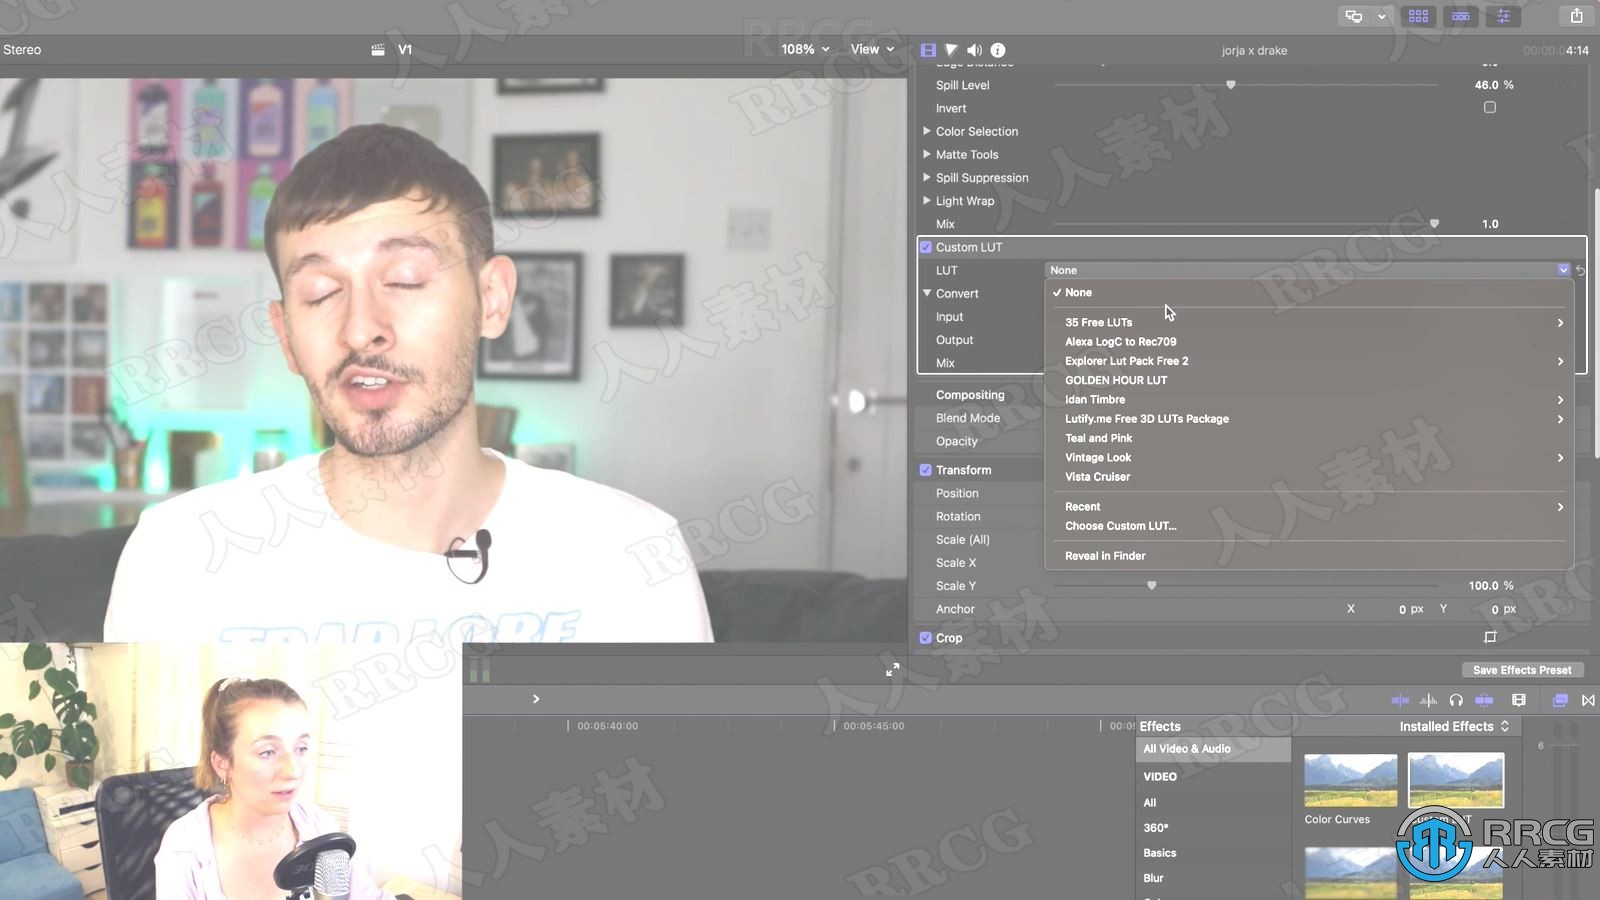 Stereo
V1
108%
View
jorja x drake
00:00:04:14
Spill Level
46.0 %
Invert
Color Selection
Matte Tools
Spill Suppression
Light Wrap
Mix
1.0
Custom LUT
LUT
None
Convert
None
Input
35 Free LUTs
Output
Alexa LogC to Rec709
Mix
Explorer Lut Pack Free 2
GOLDEN HOUR LUT
Compositing
Idan Timbre
Blend Mode
Lutify.me Free 3D LUTs Package
Opacity
Teal and Pink
Vintage Look
Transform
Vista Cruiser
Position
Recent
Rotation
Choose Custom LUT...
Scale (All)
Reveal in Finder
Scale X
Scale Y
100.0 %
Anchor
X
0 px
Y
0 px
Crop
Save Effects Preset
00:05:40:00
00:05:45:00
Effects
Installed Effects
All Video & Audio
6
VIDEO
All
360°
Basics
Blur
Color Curves
RRCG
人人素材